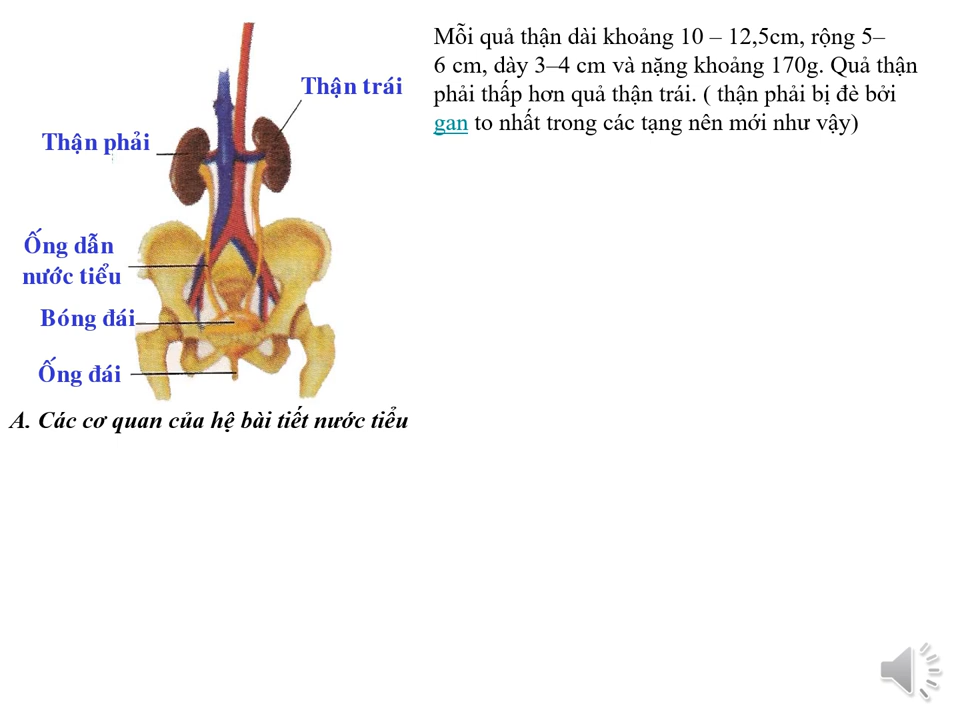 Mỗi quả thận dài khoảng 10 – 12,5cm, rộng 5–
6 cm, dày 3–4 cm và nặng khoảng 170g. Quả thận
phải thấp hơn quả thận trái. ( thận phải bị đè bởi
gan to nhất trong các tạng nên mới như vậy)
Thận trái
Thận phải
Ống dẫn
nước tiểu
Bóng đái
Ống đái
A. Các cơ quan của hệ bài tiết nước tiểu